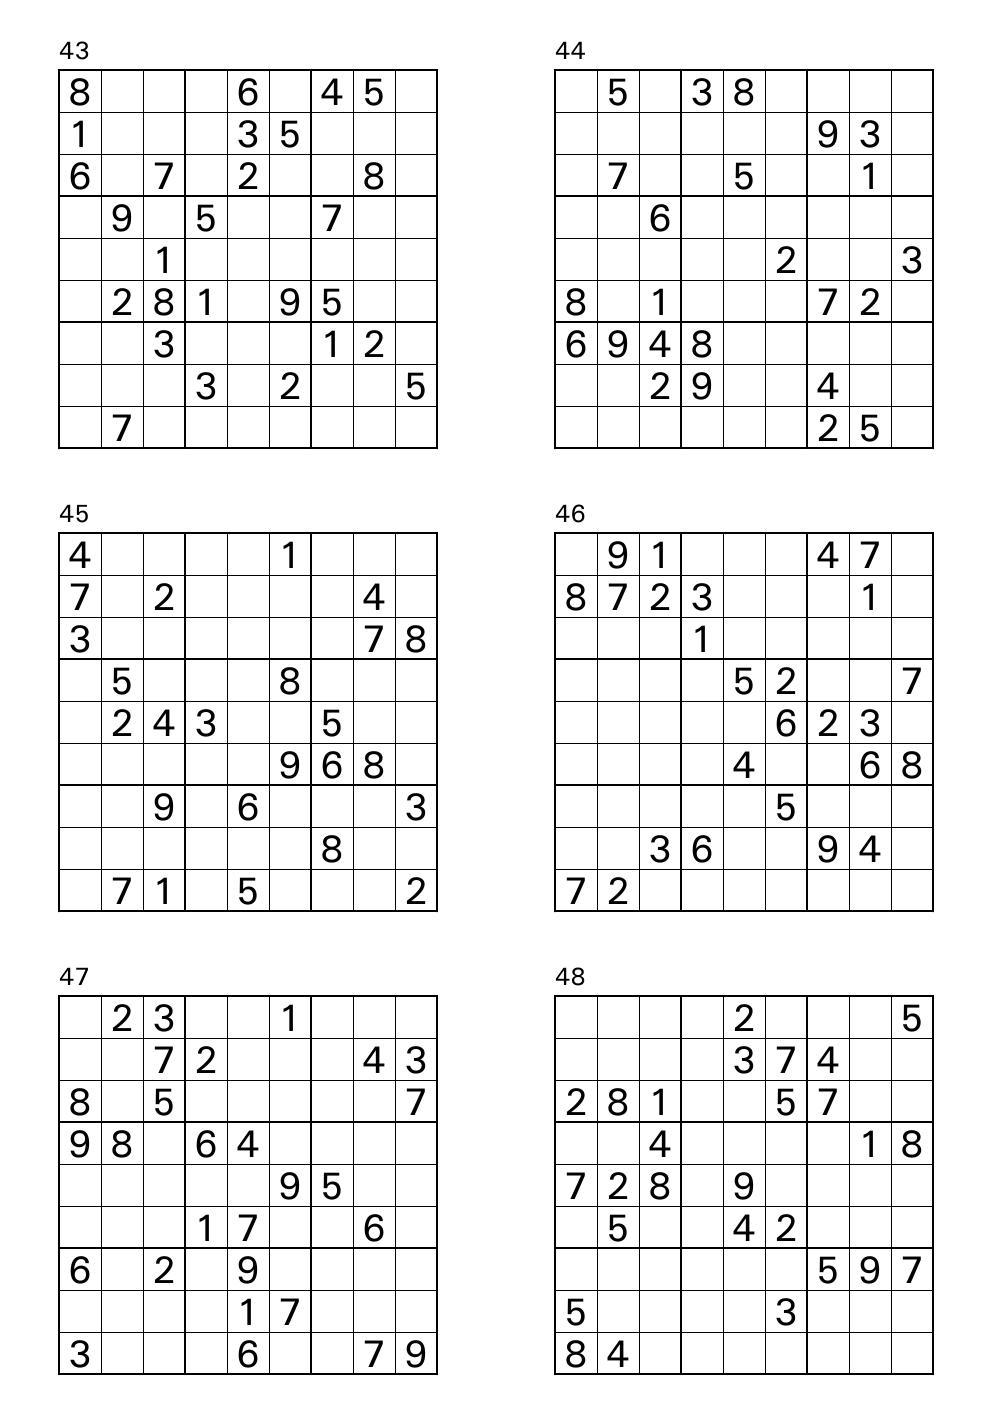 43
8 6 4 5
1 3 5
6 7 2 8
9 5 7
1
2 8 1 9 5
3 1 2
3 2 5
7
44
5 3 8
9 3
7 5 1
6
2 3
8 1 7 2
6 9 4 8
2 9 4
2 5
45
4 1
7 2 4
3 7 8
5 8
2 4 3 5
9 6 8
9 6 3
8
7 1 5 2
46
9 1 4 7
8 7 2 3 1
1
5 2 7
6 2 3
4 6 8
5
3 6 9 4
7 2
47
2 3 1
7 2 4 3
8 5 7
9 8 6 4
9 5
1 7 6
6 2 9
1 7
3 6 7 9
48
2 5
3 7 4
2 8 1 5 7
4 1 8
7 2 8 9
5 4 2
5 9 7
5 3
8 4